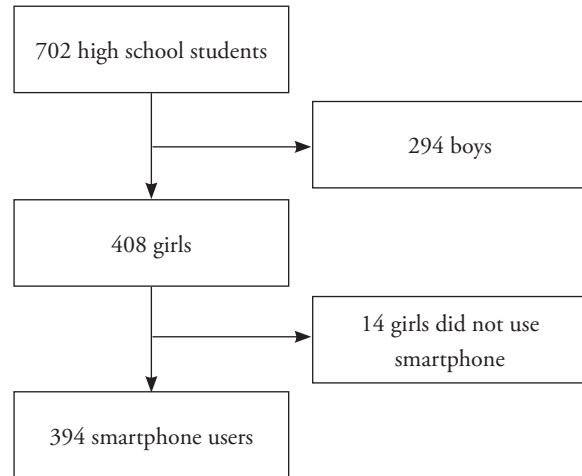 702 high school students
294 boys
408 girls
14 girls did not use
smartphone
394 smartphone users